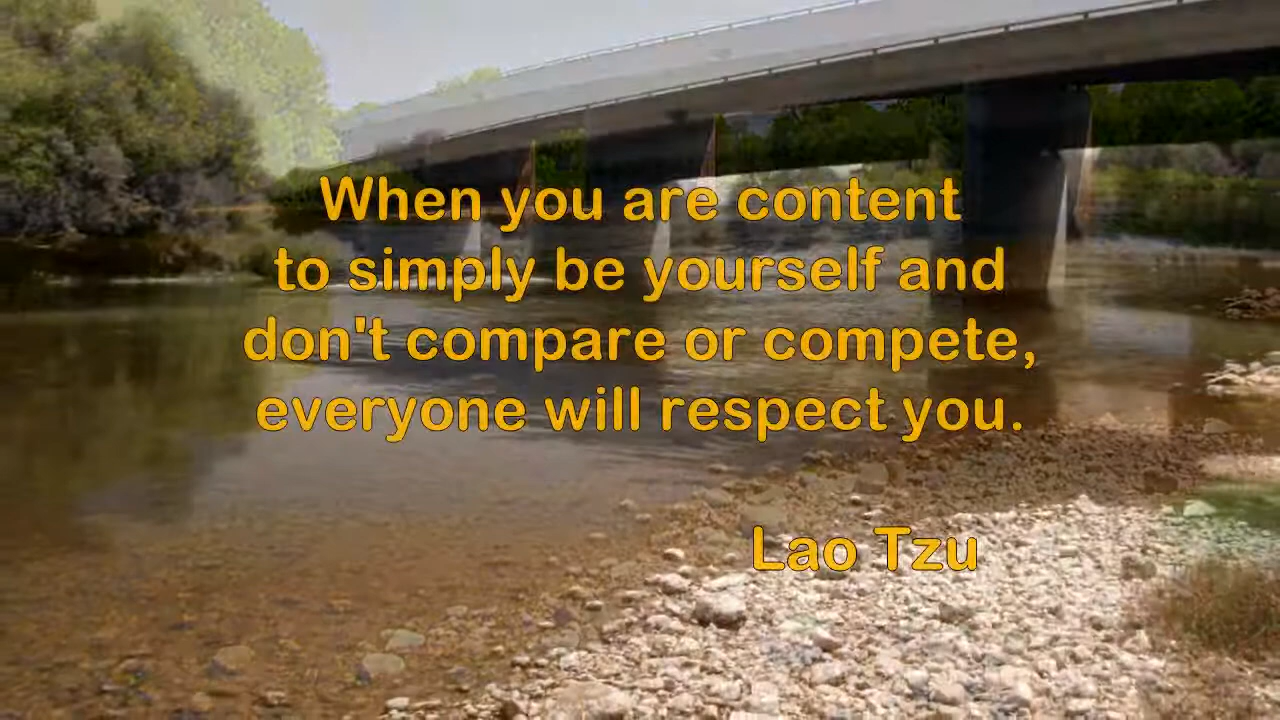 When you are content
to simply be yourself and
don't compare or compete,
everyone will respect you.
Lao Tzu